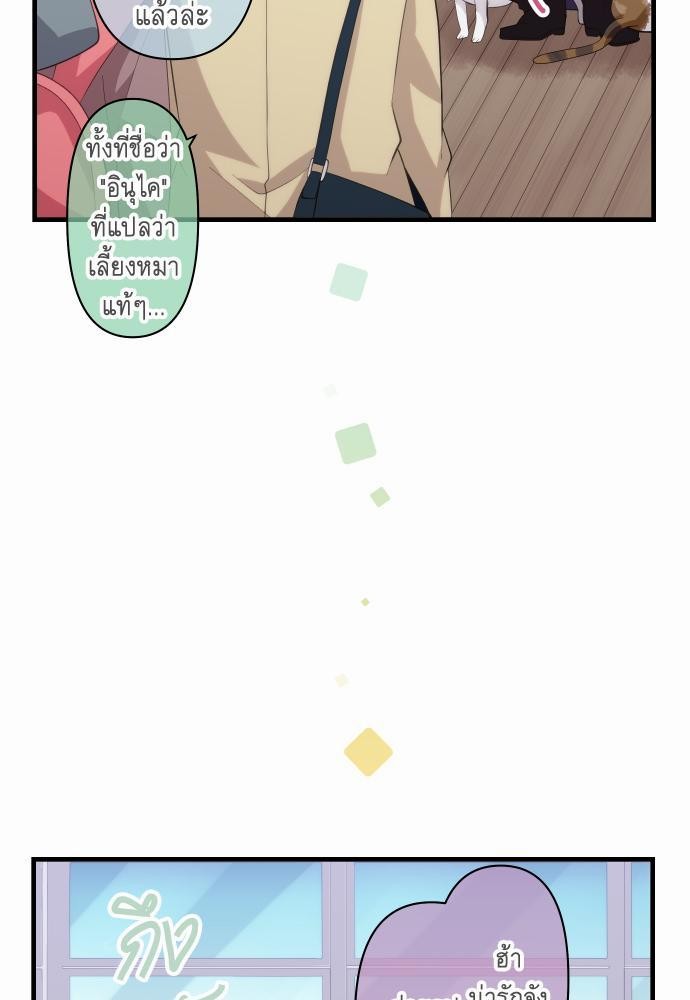 แล้วล่ะ
ทั้งที่ชื่อว่า
"อินุไค"
ที่แปลว่า
เลี้ยงหมา
แท้ๆ...
กึง
ฮ้า
น่ารักจัง